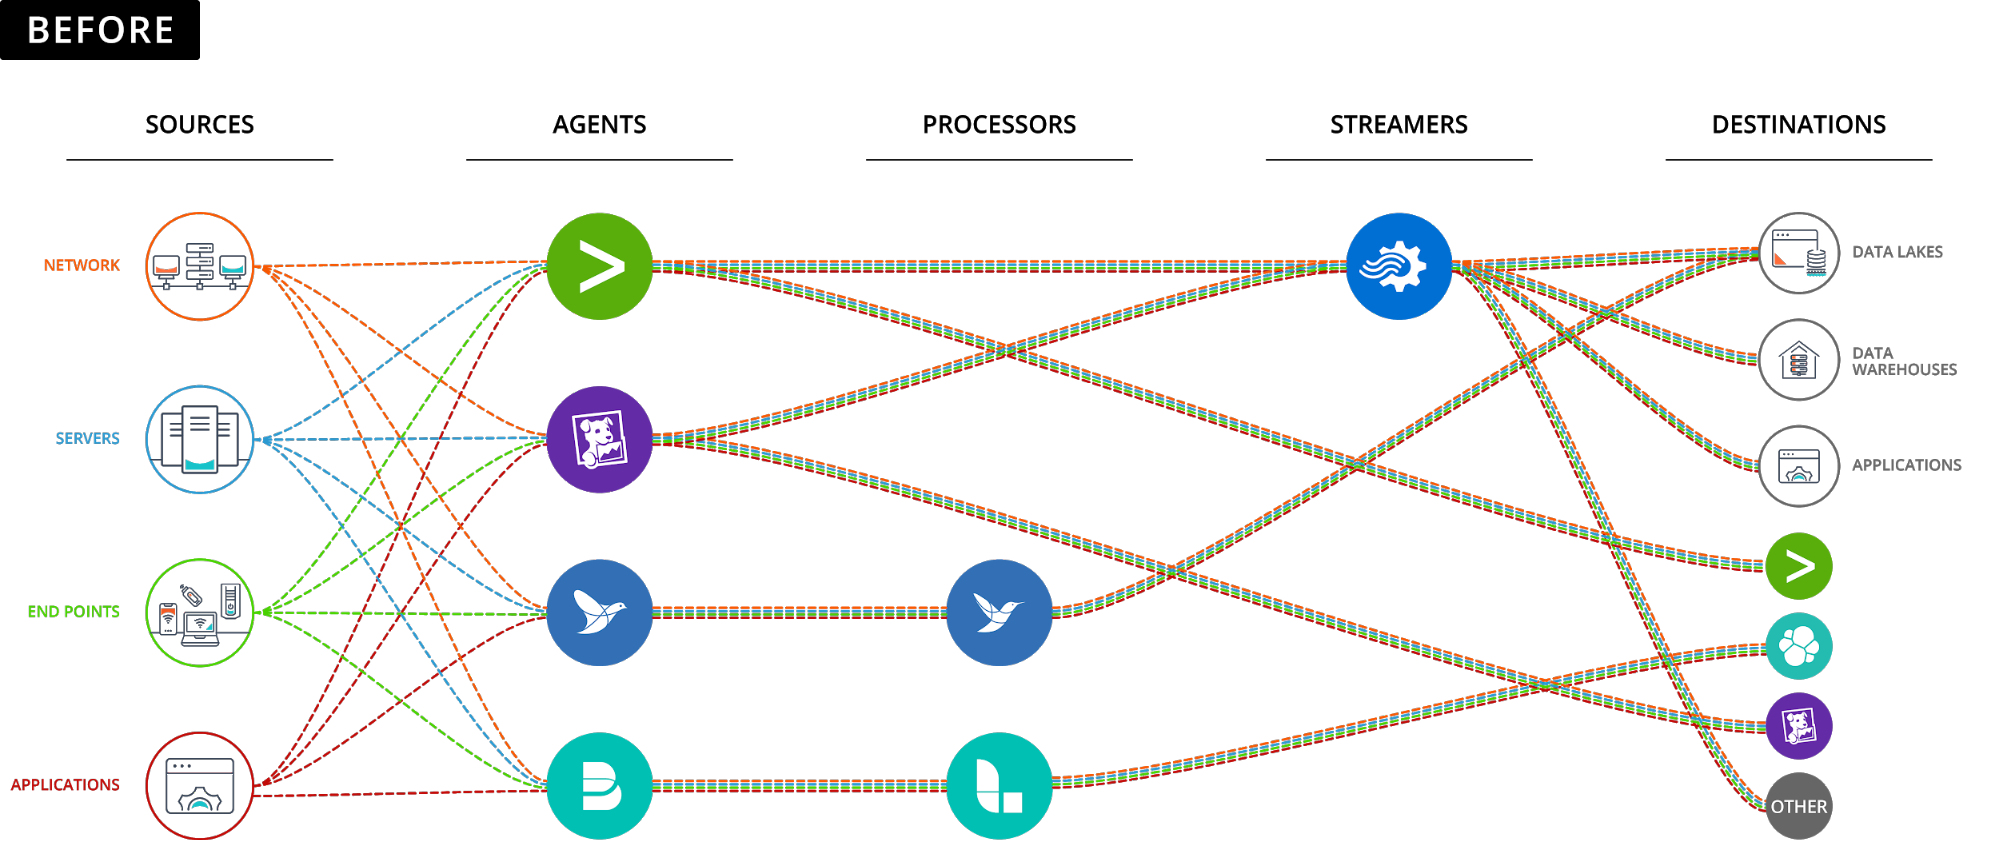 BEFORE
SOURCES
AGENTS
PROCESSORS
STREAMERS
DESTINATIONS
NETWORK
DATA LAKES
DATA
WAREHOUSES
SERVERS
APPLICATIONS
END POINTS
APPLICATIONS
OTHER